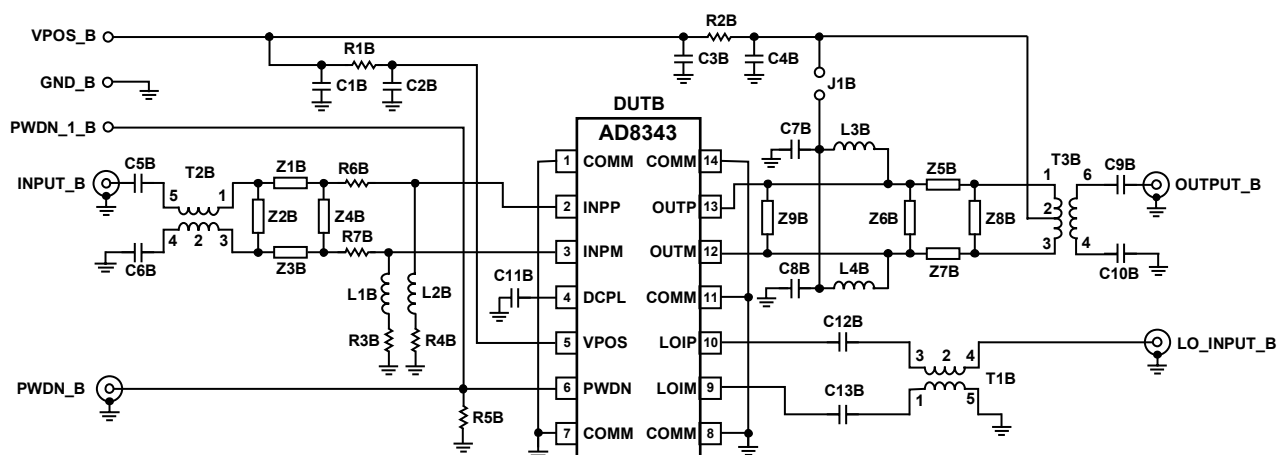 VPOS_B
R2B
R1B
C3B
C4B
C1B
C2B
J1B
GND_B
DUTB
PWDN_1_B
AD8343
C7B
L3B
C5B
T2B
Z1B
R6B
1
COMM
COMM
14
Z5B
T3B
C9B
INPUT_B
5
1
1
6
OUTPUT_B
Z2B
Z4B
2
INPP
OUTP
13
Z9B
Z6B
Z8B
2
4
2
3
R7B
3
4
C6B
Z3B
3
INPM
OUTM
12
C8B
L4B
Z7B
C10B
C11B
L1B
L2B
4
DCPL
COMM
11
C12B
R3B
R4B
5
VPOS
LOIP
10
3
2
4
LO_INPUT_B
T1B
PWDN_B
6
PWDN
LOIM
9
C13B
1
5
R5B
7
COMM
COMM
8